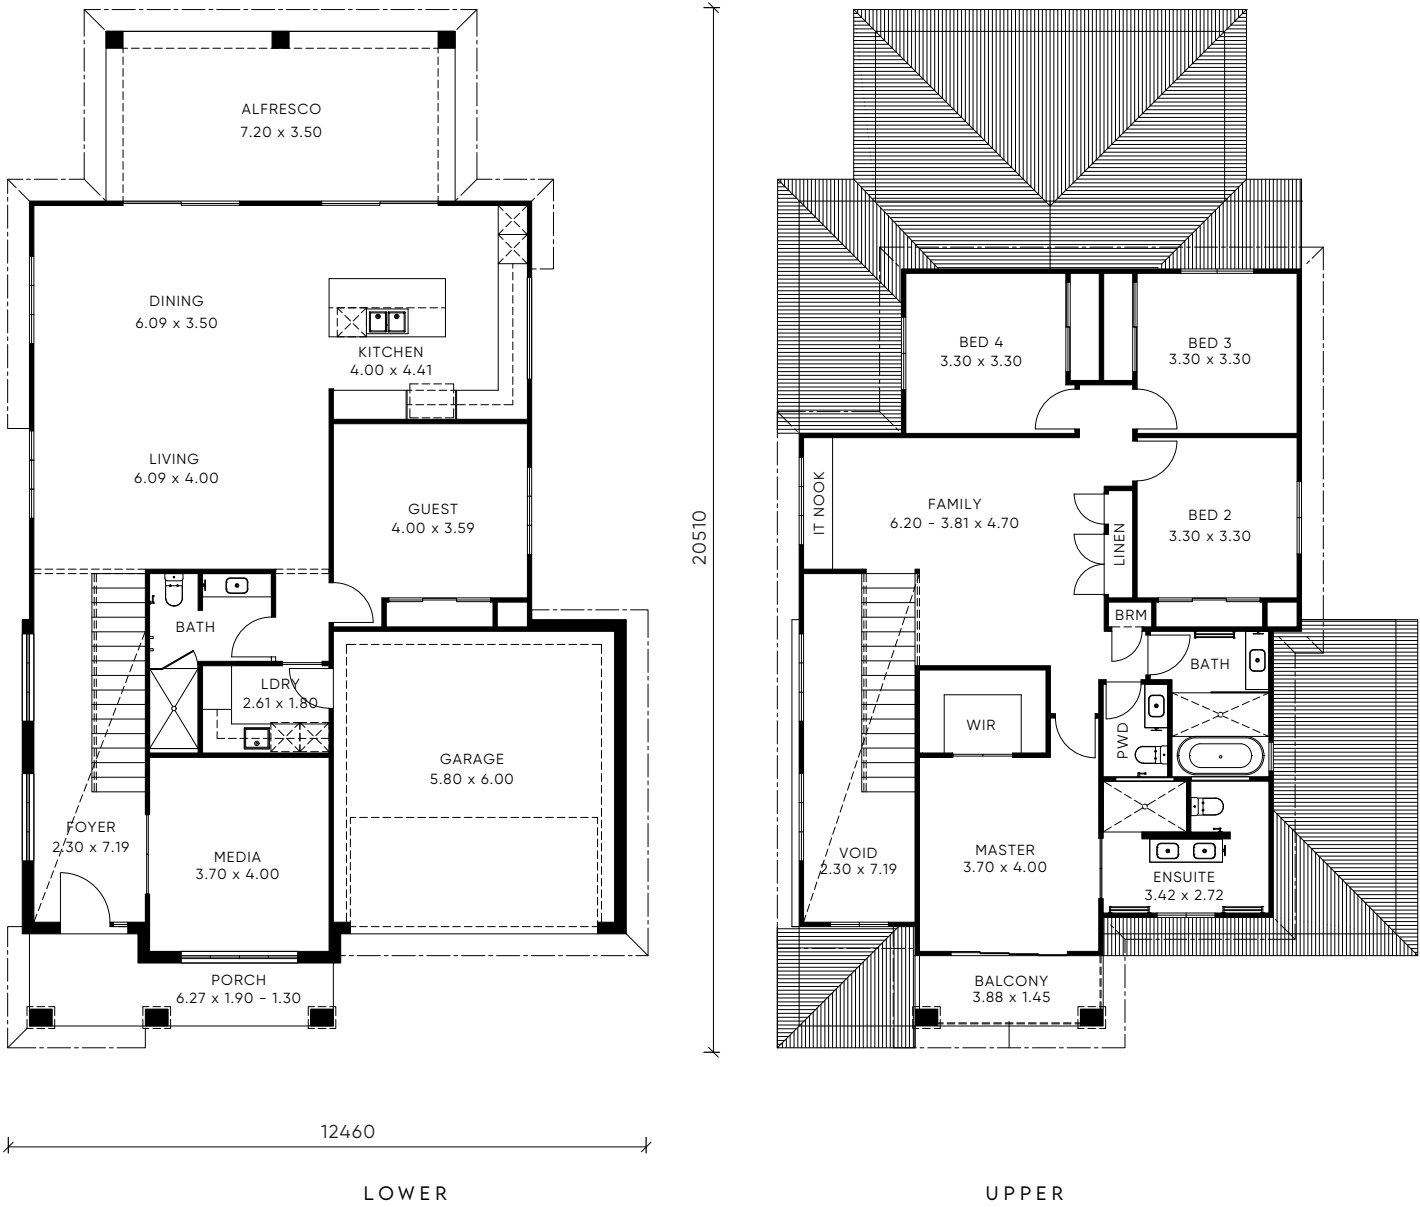 ALFRESCO
7.20 x 3.50
DINING
6.09 x 3.50
KITCHEN
4.00 x 4.41
LIVING
6.09 x 4.00
GUEST
4.00 x 3.59
BATH
LDRY
2.61 x 1.80
GARAGE
5.80 x 6.00
FOYER
2.30 x 7.19
MEDIA
3.70 x 4.00
PORCH
6.27 x 1.90 - 1.30
12460
LOWER
20510
BED 4
3.30 x 3.30
BED 3
3.30 x 3.30
IT NOOK
FAMILY
6.20 - 3.81 x 4.70
LINEN
BED 2
3.30 x 3.30
BRM
BATH
WIR
PWD
VOID
2.30 x 7.19
MASTER
3.70 x 4.00
ENSUITE
3.42 x 2.72
BALCONY
3.88 x 1.45
UPPER